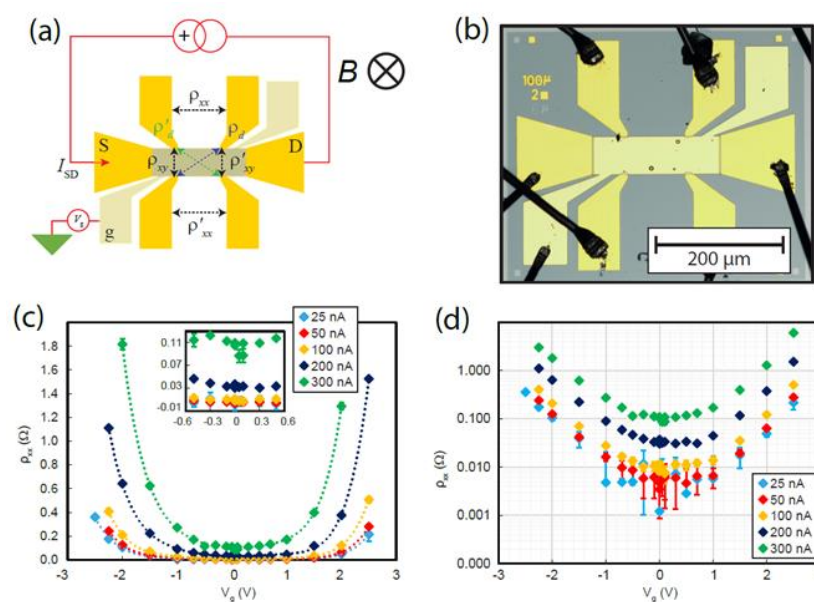 (a)
+
B
ρxx
ρ'd
ρd
S
D
ρxy
ρ'xy
ISD
Vg
g
ρ'xx
(b)
100µ
2
200 µm
(c)
25 nA
50 nA
100 nA
200 nA
300 nA
1.8
1.6
1.4
1.2
1.0
0.8
0.6
0.4
0.2
0.0
ρxx (Ω)
0.11
0.07
0.03
-0.01
-0.6 -0.3 0.0 0.3 0.6
-3 -2 -1 0 1 2 3
Vg (V)
(d)
1.000
0.100
0.010
0.001
0.000
ρxx (Ω)
25 nA
50 nA
100 nA
200 nA
300 nA
-3 -2 -1 0 1 2
Vg (V)